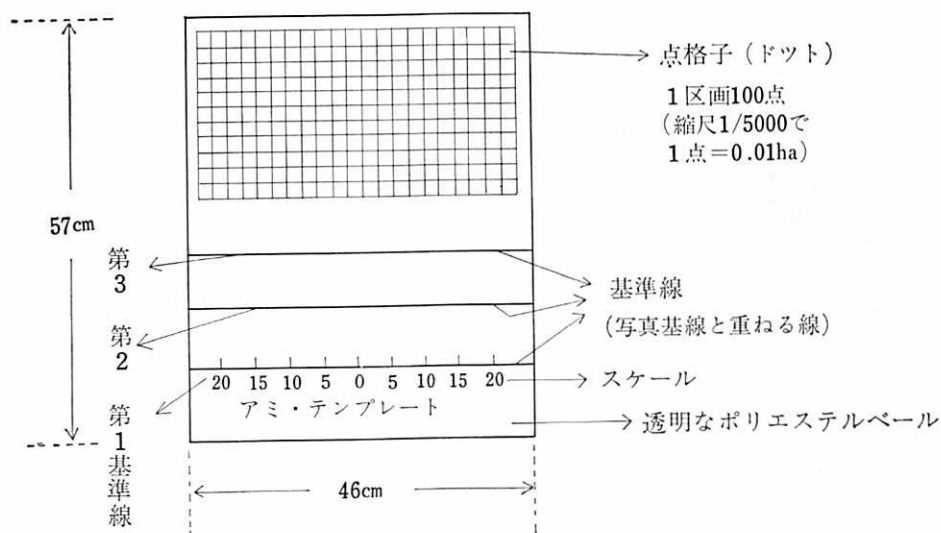 点格子（ドツト）
1区画100点
（縮尺1/5000で
1点＝0.01ha）
57cm
第3
基準線
（写真基線と重ねる線）
第2
20 15 10 5 0 5 10 15 20
スケール
アミ・テンプレート
透明なポリエステルベール
第1基準線
46cm